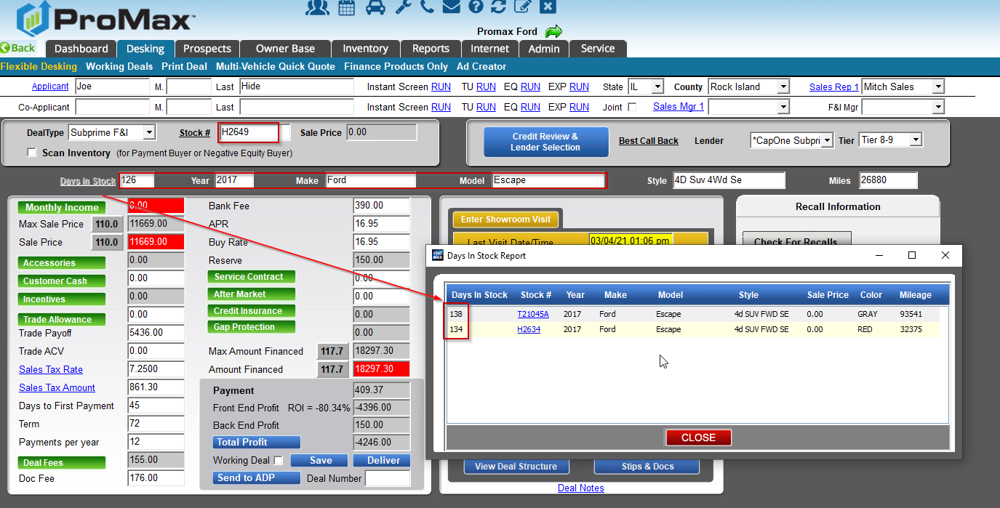 ProMax™
Promax Ford
Back Dashboard Desking Prospects Owner Base Inventory Reports Internet Admin Service
Flexible Desking Working Deals Print Deal Multi-Vehicle Quick Quote Finance Products Only Ad Creator
Applicant Joe M. Last Hide Instant Screen RUN TU RUN EQ RUN EXP RUN State IL County Rock Island Sales Rep 1 Mitch Sales
Co-Applicant M. Last Instant Screen RUN TU RUN EQ RUN EXP RUN Joint Sales Mgr 1 F&I Mgr
DealType Subprime F&I Stock # H2649 Sale Price 0.00
Scan Inventory (for Payment Buyer or Negative Equity Buyer)
Credit Review &
Lender Selection
Best Call Back Lender *CapOne Subpri Tier Tier 8-9
Days in Stock 126 Year 2017 Make Ford Model Escape Style 4D Suv 4Wd Se Miles 26880
Monthly Income 0.00
Max Sale Price 110.0 11669.00
Sale Price 110.0 11669.00
Accessories 0.00
Customer Cash 0.00
Incentives 0.00
Trade Allowance 0.00
Trade Payoff 5436.00
Trade ACV 0.00
Sales Tax Rate 7.2500
Sales Tax Amount 861.30
Days to First Payment 45
Term 72
Payments per year 12
Deal Fees 155.00
Doc Fee 176.00
Bank Fee 390.00
APR 16.95
Buy Rate 16.95
Reserve 150.00
Service Contract 0.00
After Market 0.00
Credit Insurance 0.00
Gap Protection 0.00
Max Amount Financed 117.7 18297.30
Amount Financed 117.7 18297.30
Payment 409.37
Front End Profit ROI = -80.34% -4396.00
Back End Profit 150.00
Total Profit -4246.00
Working Deal Save Deliver
Send to ADP Deal Number
Enter Showroom Visit
Last Visit Date/Time 03/04/21 01:06 pm
Recall Information
Check For Recalls
PRO
MAX
Days In Stock Report
Days In Stock Stock # Year Make Model Style Sale Price Color Mileage
138 T21045A 2017 Ford Escape 4d SUV FWD SE 0.00 GRAY 93541
134 H2634 2017 Ford Escape 4d SUV FWD SE 0.00 RED 32375
CLOSE
View Deal Structure Stips & Docs
Deal Notes